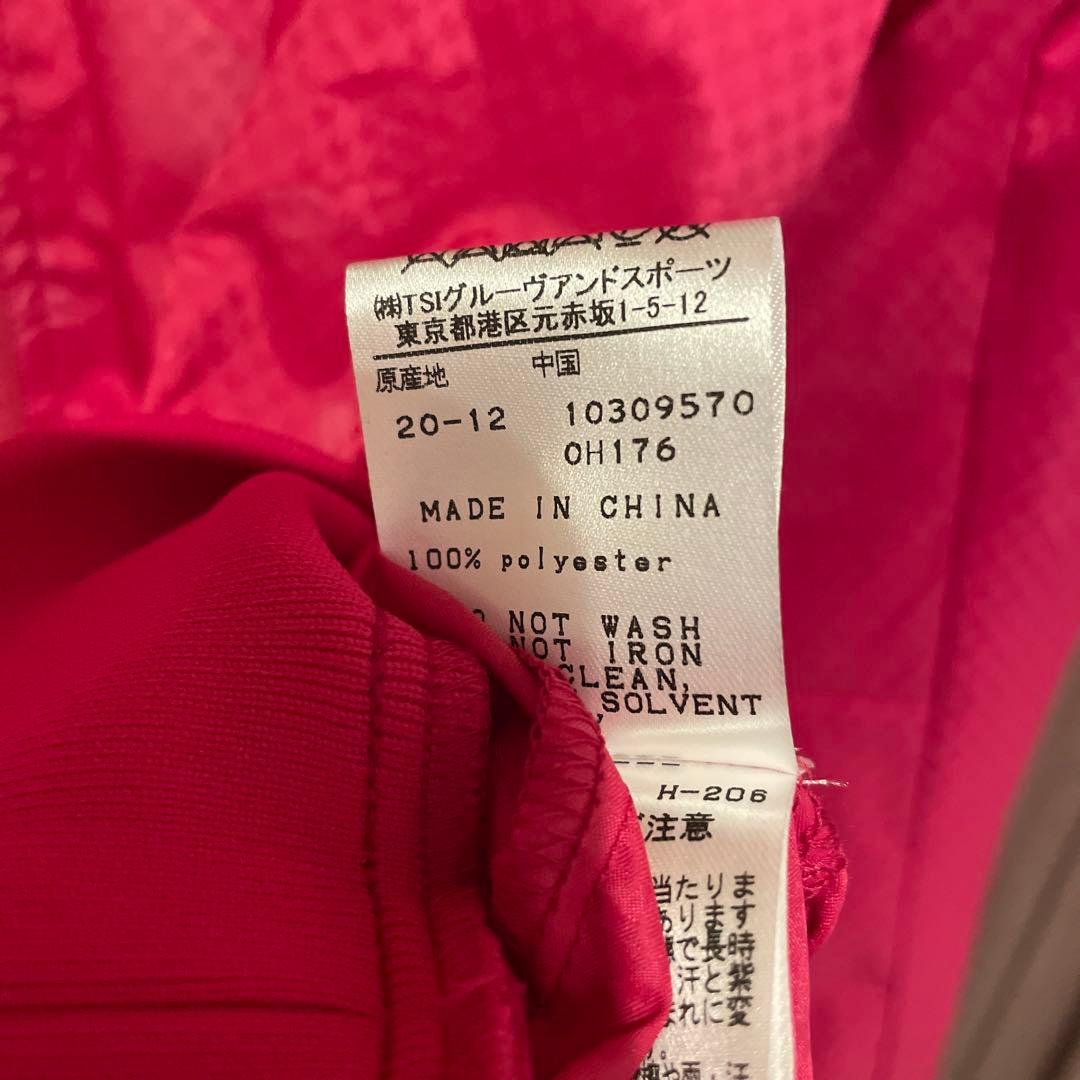 ㈱TSIグルーヴアンドスポーツ
東京都港区元赤坂1-5-12
原産地 中国
20-12 10309570
0H176
MADE IN CHINA
100% polyester
NOT WASH
NOT IRON
CLEAN,
SOLVENT
H-206
注意
当たりま
あります
で長時
汗と紫
れに変